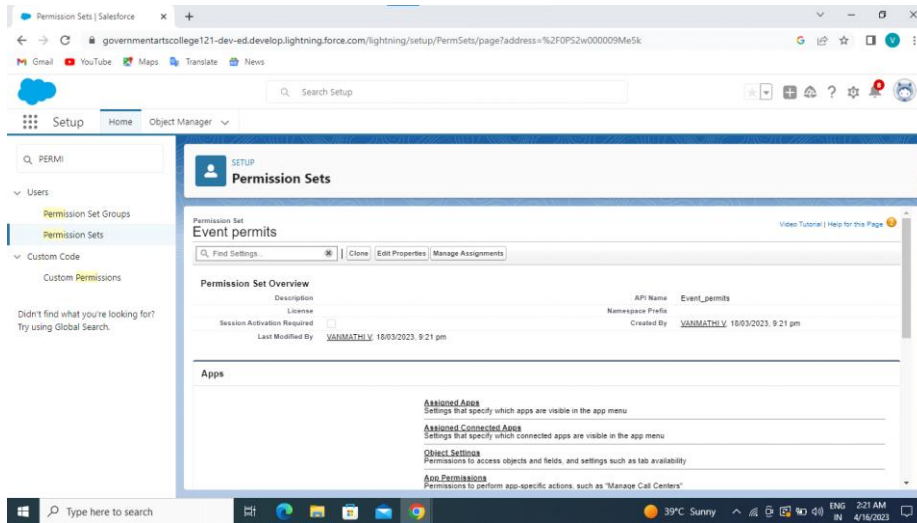 Permission Sets | Salesforce
governmentartscollege121-dev-ed.develop.lightning.force.com/lightning/setup/PermSets/page?address=%2F0PS2w000009Me5k
Gmail YouTube Maps Translate News
Search Setup
Setup Home Object Manager
PERMI
Users
Permission Set Groups
Permission Sets
Custom Code
Custom Permissions
Didn't find what you're looking for?
Try using Global Search.
SETUP
Permission Sets
Permission Set
Event permits
Video Tutorial | Help for this Page
Find Settings... | Clone Edit Properties Manage Assignments
Permission Set Overview
Description API Name Event_permits
License Namespace Prefix
Session Activation Required Created By VANMATHI V, 18/03/2023, 9:21 pm
Last Modified By VANMATHI V, 18/03/2023, 9:21 pm
Apps
Assigned Apps
Settings that specify which apps are visible in the app menu
Assigned Connected Apps
Settings that specify which connected apps are visible in the app menu
Object Settings
Permissions to access objects and fields, and settings such as tab availability
App Permissions
Permissions to perform app-specific actions, such as "Manage Call Centers"
Type here to search
39°C Sunny
ENG 2:21 AM
IN 4/16/2023